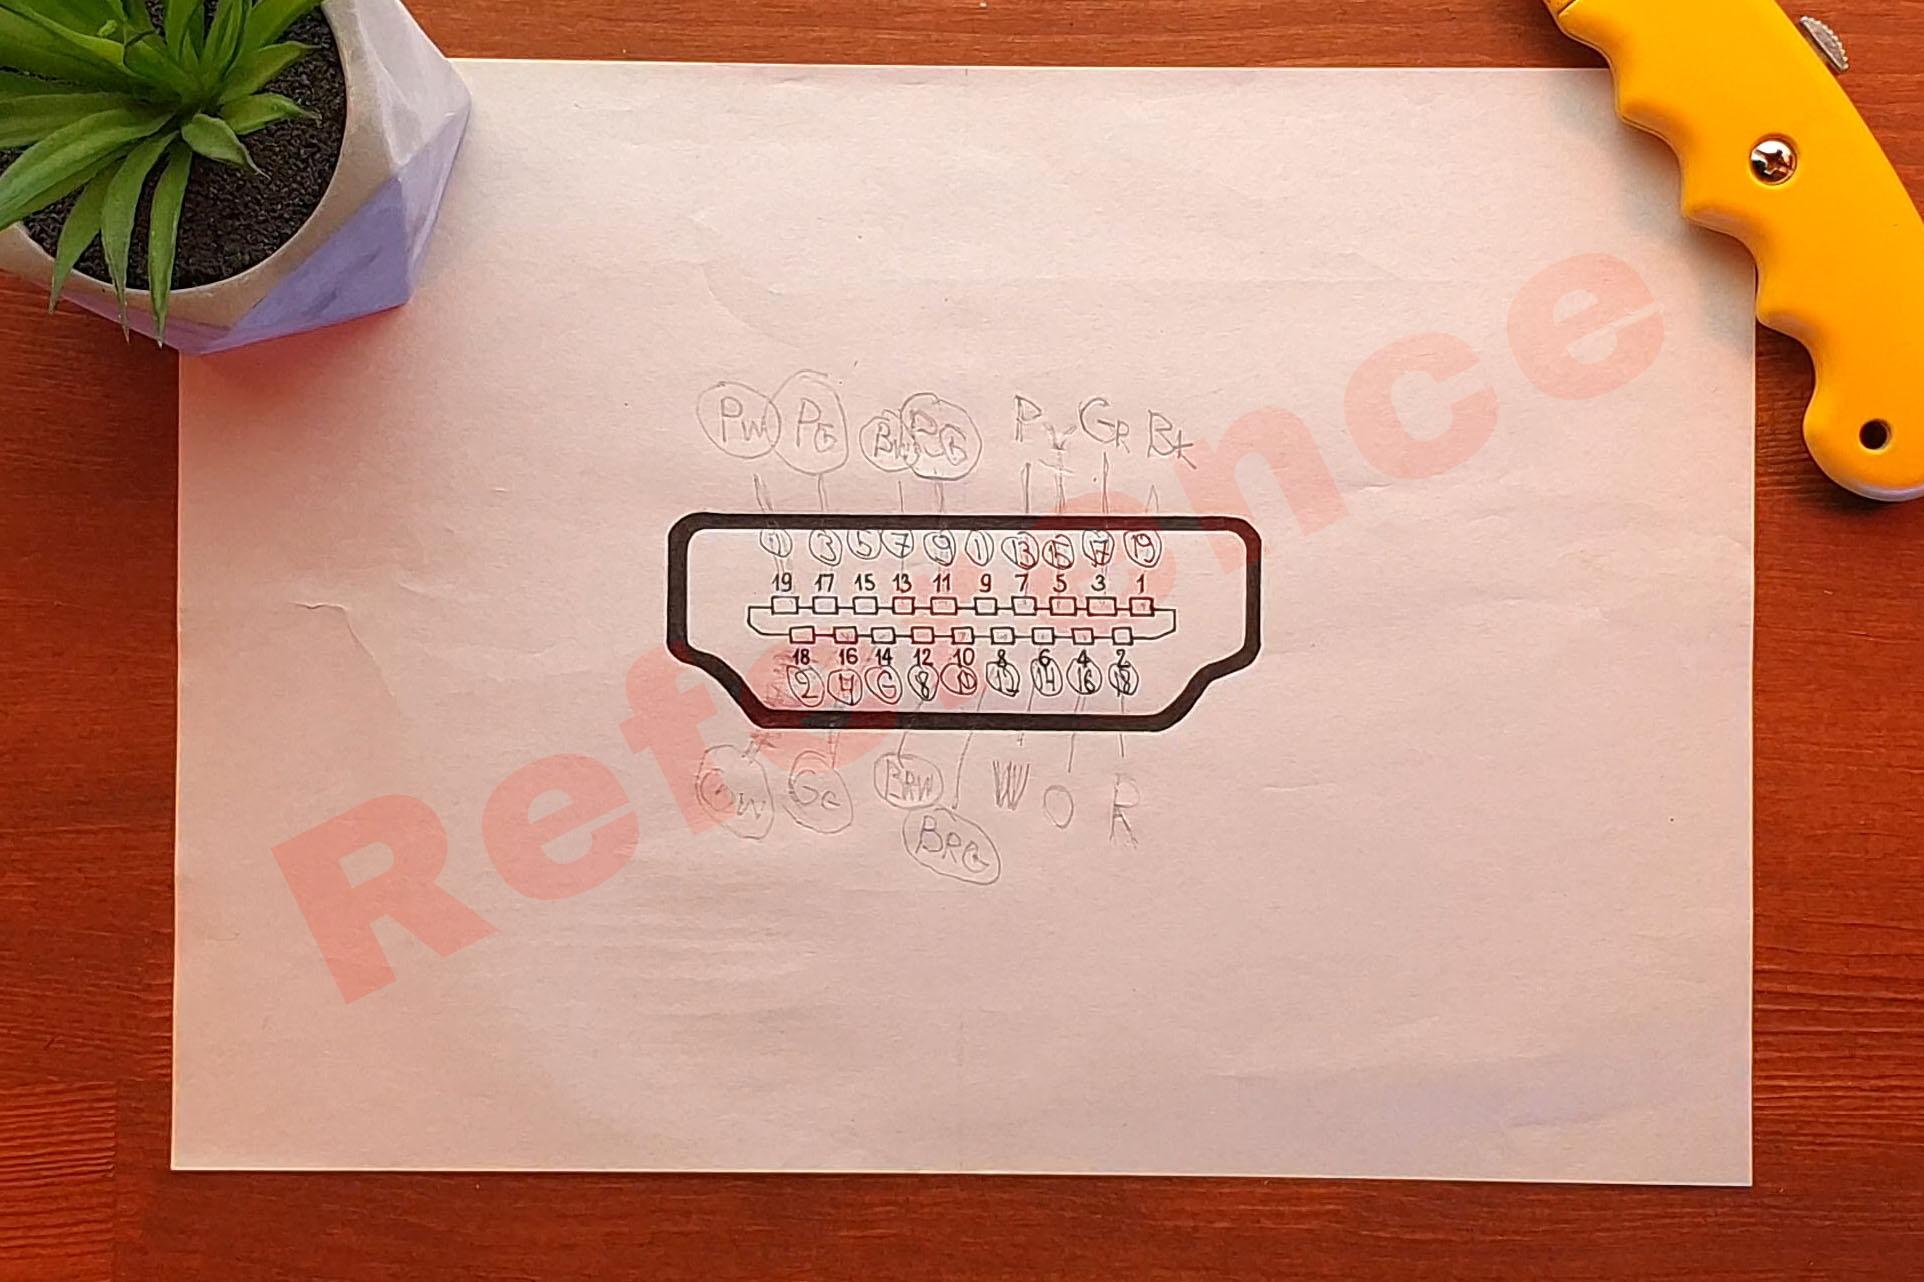 PW PG BW PG P Y GR BK
1 3 5 7 9 11 13 15 17 19
19 17 15 13 11 9 7 5 3 1
18 16 14 12 10 8 6 4 2
2 4 6 8 10 12 14 16 18
GW GG BRW W O R
BRG
Reference